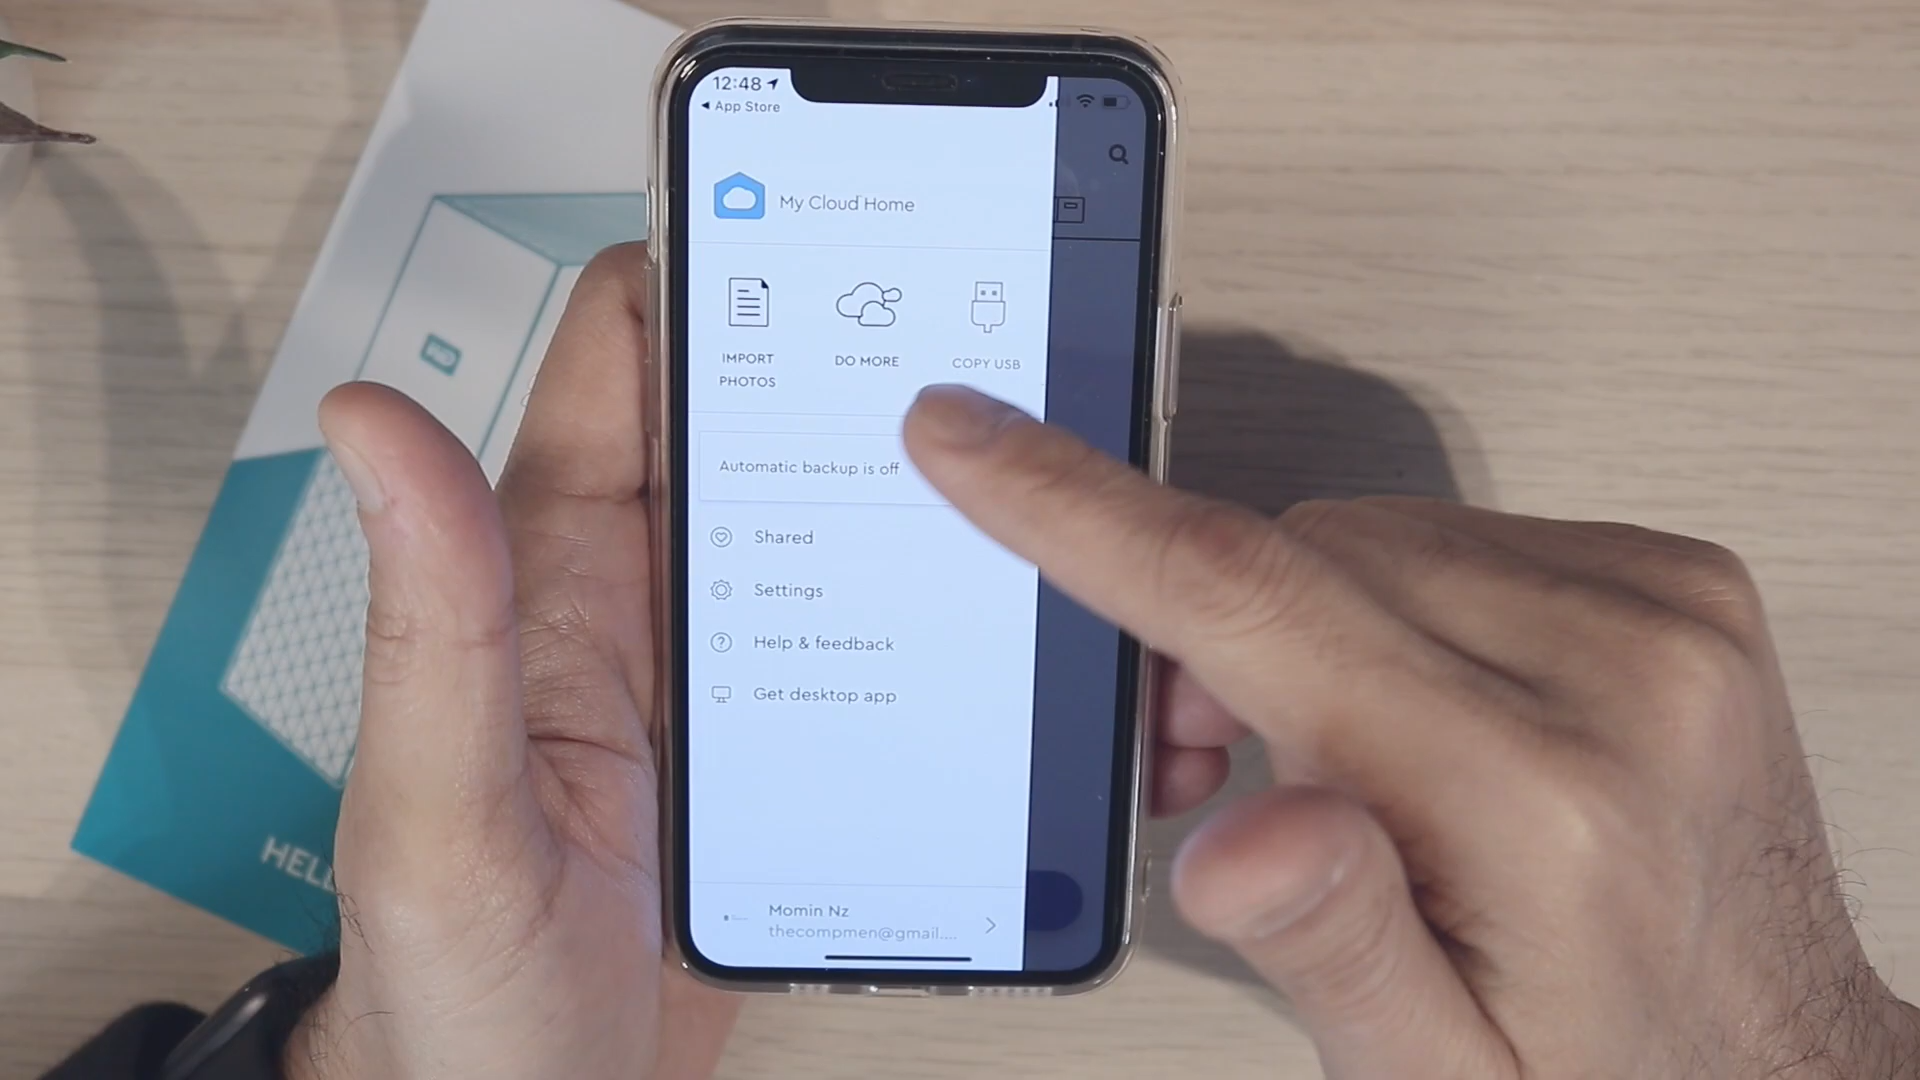 12:48
App Store
My Cloud Home
IMPORT
PHOTOS
DO MORE
COPY USB
Automatic backup is off
Shared
Settings
Help & feedback
Get desktop app
Momin Nz
thecompmen@gmail....
WD